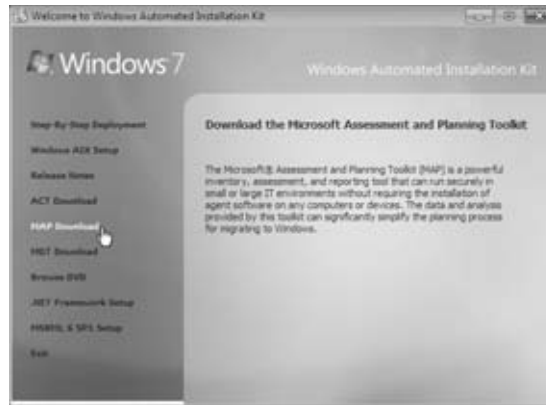 Welcome to Windows Automated Installation Kit
Windows 7
Windows Automated Installation Kit
Step-By-Step Deployment
Windows AIK Setup
Release Notes
ACT Download
MAP Download
MGT Download
Browse DVD
.NET Framework Setup
MSXML 6 SP1 Setup
Exit
Download the Microsoft Assessment and Planning Toolkit
The Microsoft® Assessment and Planning Toolkit (MAP) is a powerful
inventory, assessment, and reporting tool that can run securely in
small or large IT environments without requiring the installation of
agent software on any computers or devices. The data and analysis
provided by this toolkit can significantly simplify the planning process
for migrating to Windows.